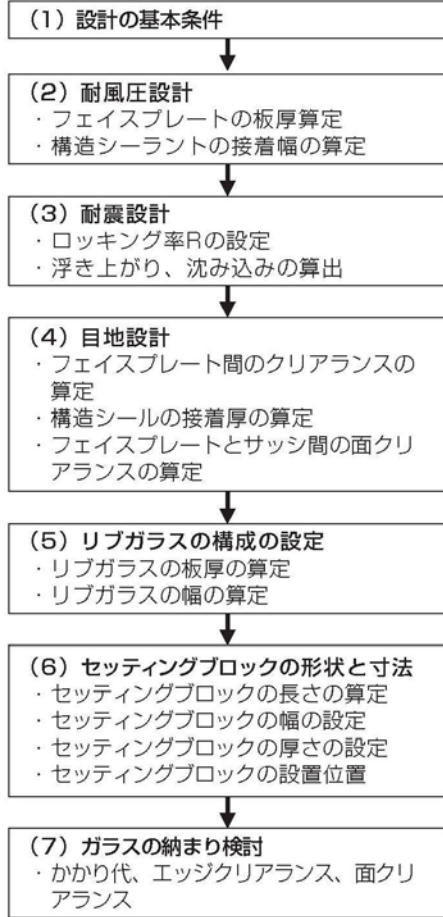 (1) 設計の基本条件
(2) 耐風圧設計
・フェイスプレートの板厚算定
・構造シーラントの接着幅の算定
(3) 耐震設計
・ロッキング率Rの設定
・浮き上がり、沈み込みの算出
(4) 目地設計
・フェイスプレート間のクリアランスの
算定
・構造シールの接着厚の算定
・フェイスプレートとサッシ間の面クリ
アランスの算定
(5) リブガラスの構成の設定
・リブガラスの板厚の算定
・リブガラスの幅の算定
(6) セッティングブロックの形状と寸法
・セッティングブロックの長さの算定
・セッティングブロックの幅の設定
・セッティングブロックの厚さの設定
・セッティングブロックの設置位置
(7) ガラスの納まり検討
・かかり代、エッジクリアランス、面クリ
アランス